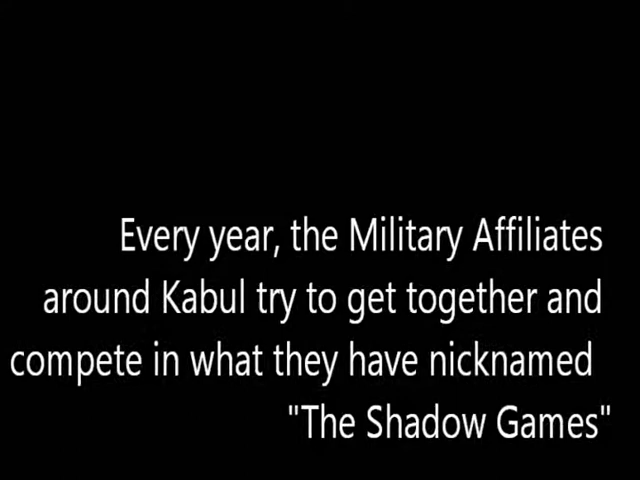 Every year, the Military Affiliates
around Kabul try to get together and
compete in what they have nicknamed
"The Shadow Games"